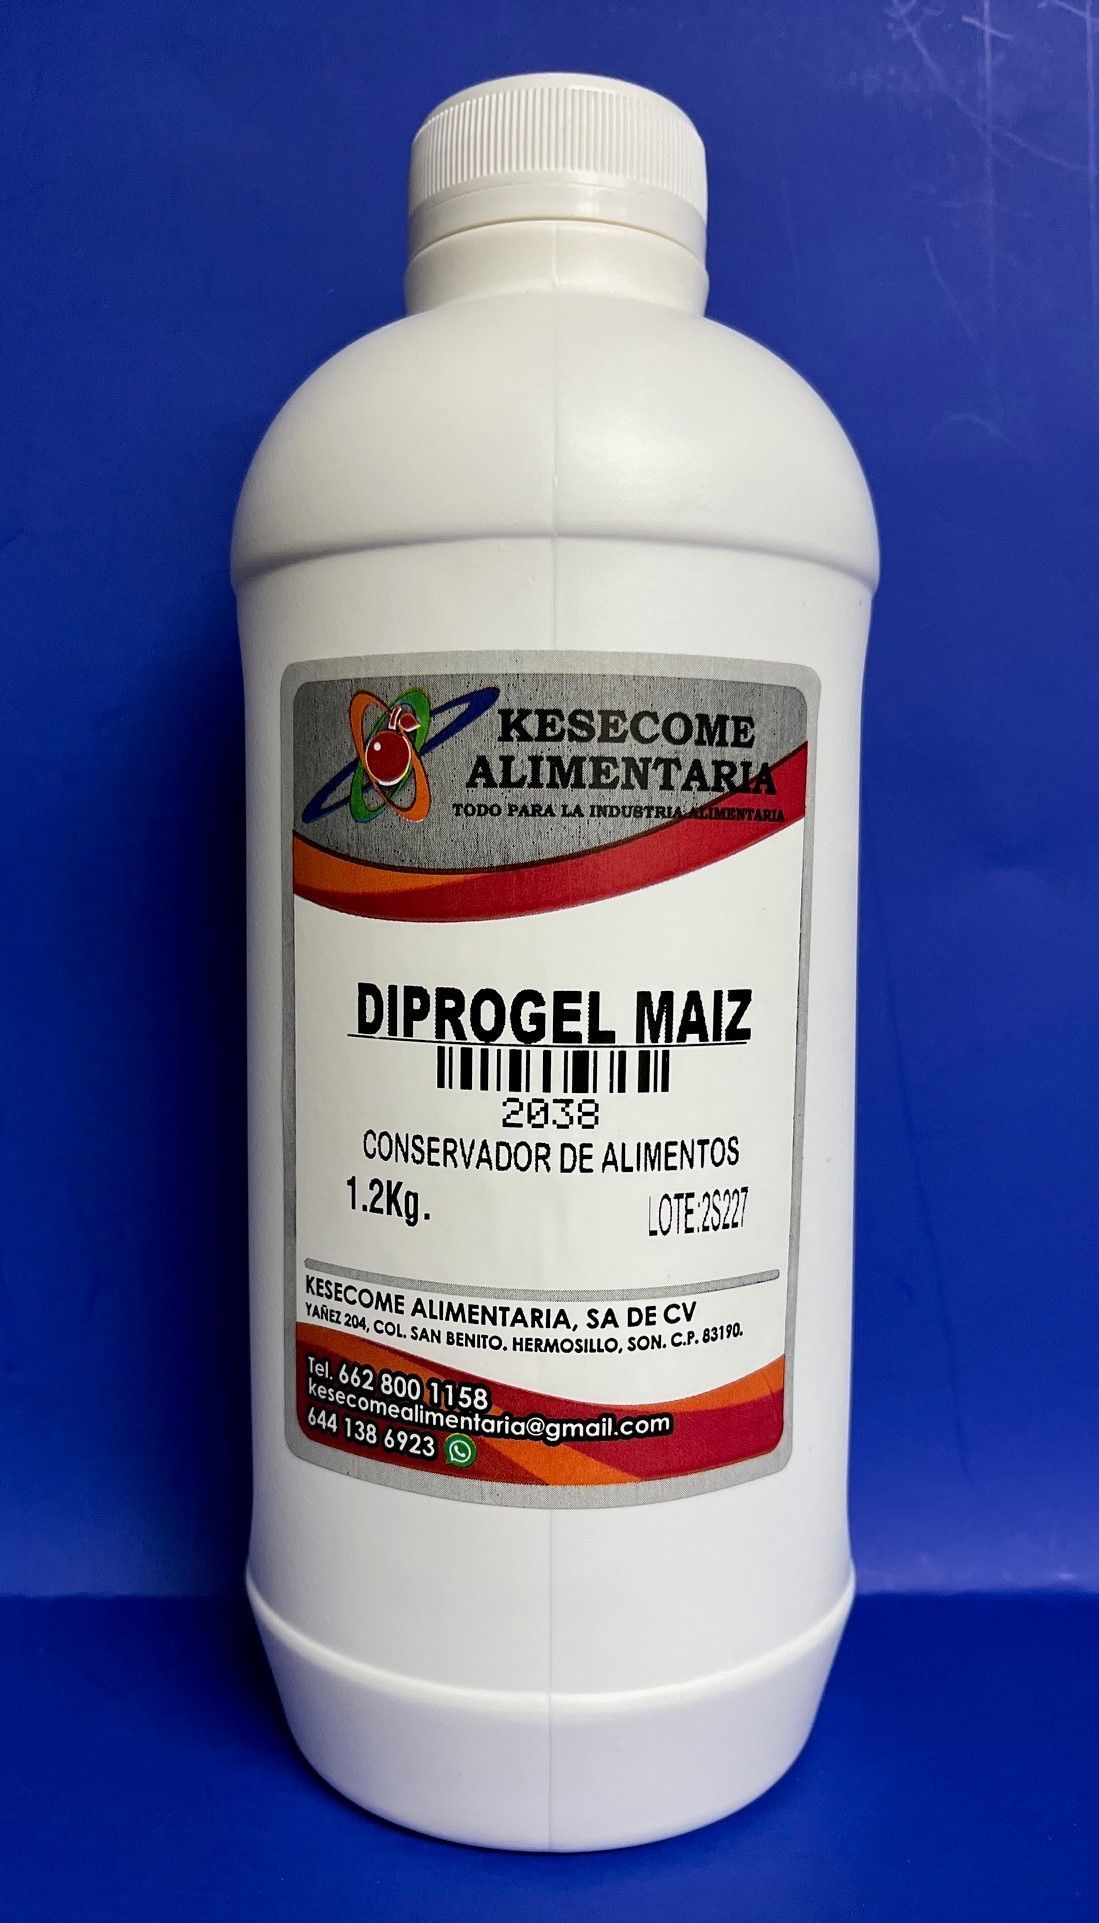 KESECOME
ALIMENTARIA
TODO PARA LA INDUSTRIA ALIMENTARIA
DIPROGEL MAIZ
2038
CONSERVADOR DE ALIMENTOS
1.2Kg. LOTE:2S227
KESECOME ALIMENTARIA, SA DE CV
YAÑEZ 204, COL. SAN BENITO. HERMOSILLO, SON. C.P. 83190.
Tel. 662 800 1158
kesecomealimentaria@gmail.com
644 138 6923